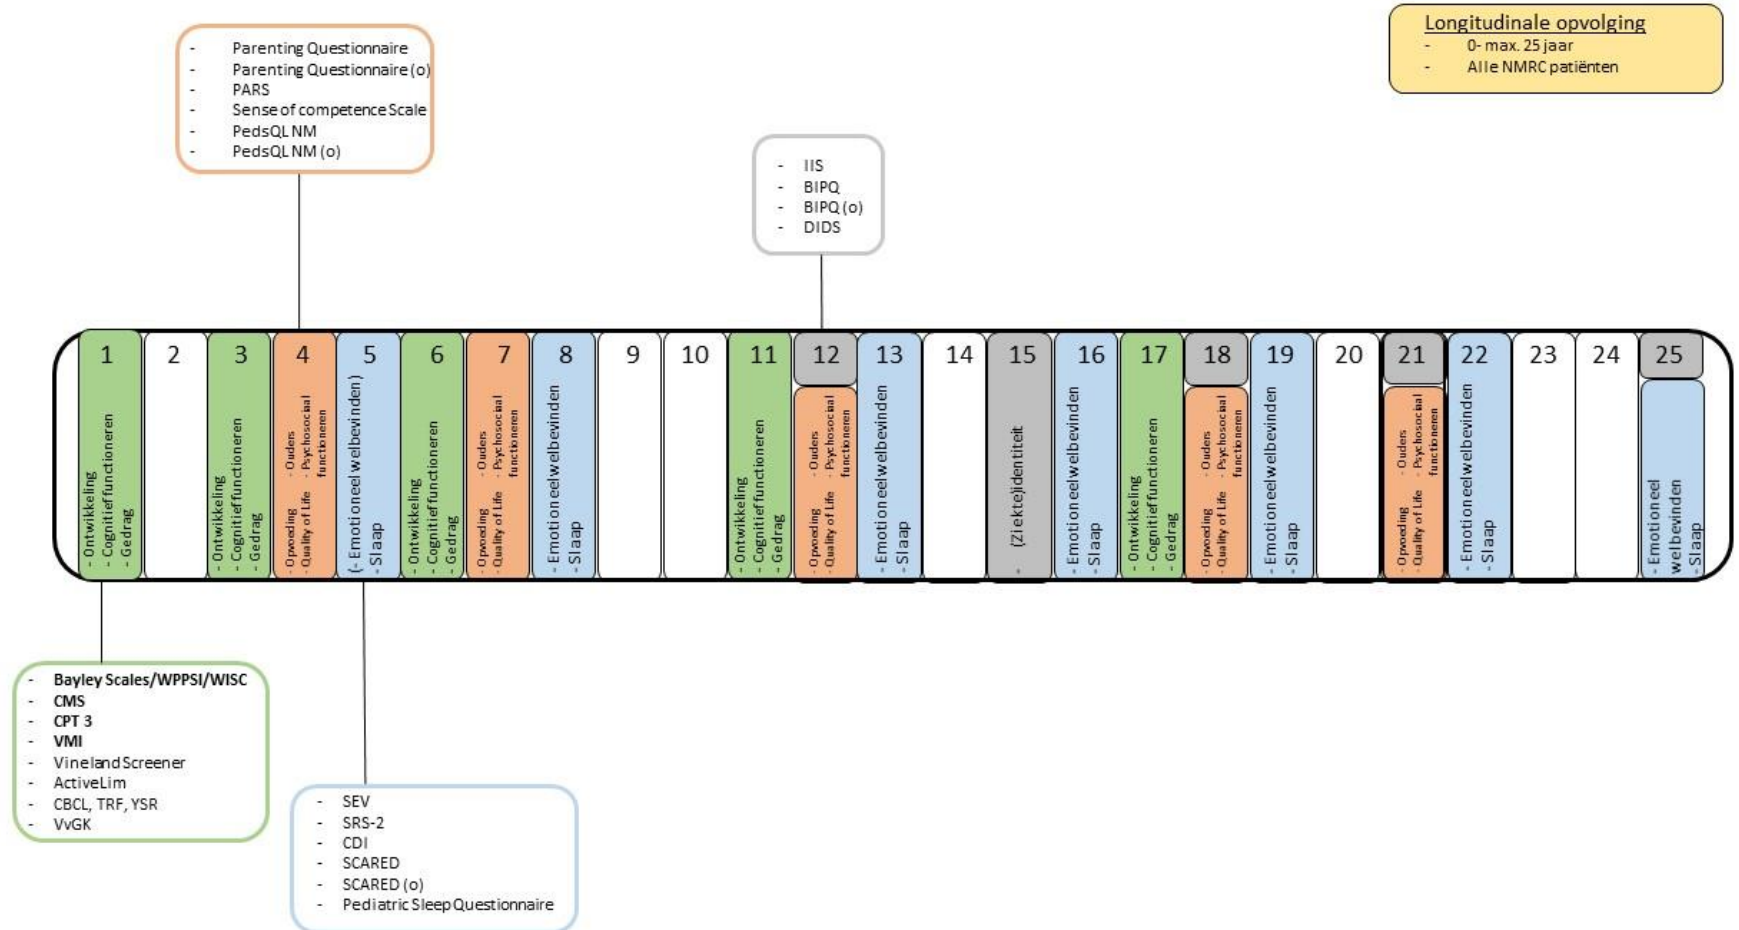 Longitudinale opvolging
- 0- max. 25 jaar
- Alle NMRC patiënten
- Parenting Questionnaire
- Parenting Questionnaire (o)
- PARS
- Sense of competence Scale
- PedsQL NM
- PedsQL NM (o)
- IIS
- BIPQ
- BIPQ (o)
- DIDS
1
- Ontwikkeling
- Cognitief functioneren
- Gedrag
2
3
- Ontwikkeling
- Cognitief functioneren
- Gedrag
4
- Opvoeding - Ouders
- Quality of Life - Psychosociaal
functioneren
5
(- Emotioneel welbevinden)
- Slaap
6
- Ontwikkeling
- Cognitief functioneren
- Gedrag
7
- Opvoeding - Ouders
- Quality of Life - Psychosociaal
functioneren
8
- Emotioneel welbevinden
- Slaap
9
10
11
- Ontwikkeling
- Cognitief functioneren
- Gedrag
12
- Opvoeding - Ouders
- Quality of Life - Psychosociaal
functioneren
13
- Emotioneel welbevinden
- Slaap
14
15
- (Ziekte)identiteit
16
- Emotioneel welbevinden
- Slaap
17
- Ontwikkeling
- Cognitief functioneren
- Gedrag
18
- Opvoeding - Ouders
- Quality of Life - Psychosociaal
functioneren
19
- Emotioneel welbevinden
- Slaap
20
21
- Opvoeding - Ouders
- Quality of Life - Psychosociaal
functioneren
22
- Emotioneel welbevinden
- Slaap
23
24
25
- Emotioneel
welbevinden
- Slaap
- Bayley Scales/WPPSI/WISC
- CMS
- CPT 3
- VMI
- Vineland Screener
- ActiveLim
- CBCL, TRF, YSR
- VvGK
- SEV
- SRS-2
- CDI
- SCARED
- SCARED (o)
- Pediatric Sleep Questionnaire